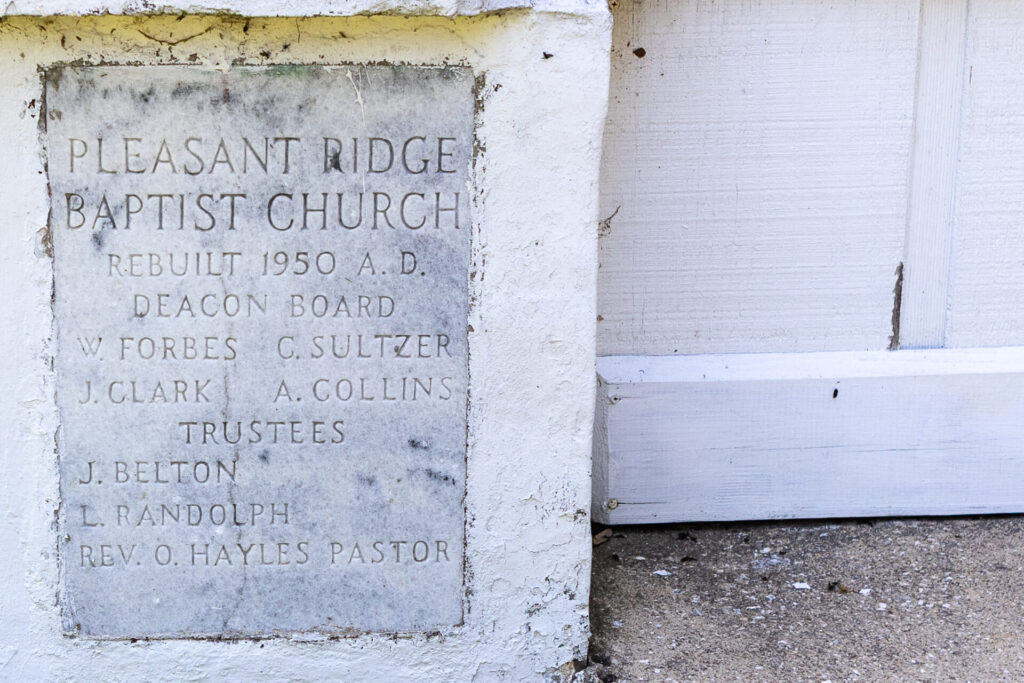 PLEASANT RIDGE
BAPTIST CHURCH
REBUILT 1950 A. D.
DEACON BOARD
W. FORBES C. SULTZER
J. CLARK A. COLLINS
TRUSTEES
J. BELTON
L. RANDOLPH
REV. O. HAYLES PASTOR